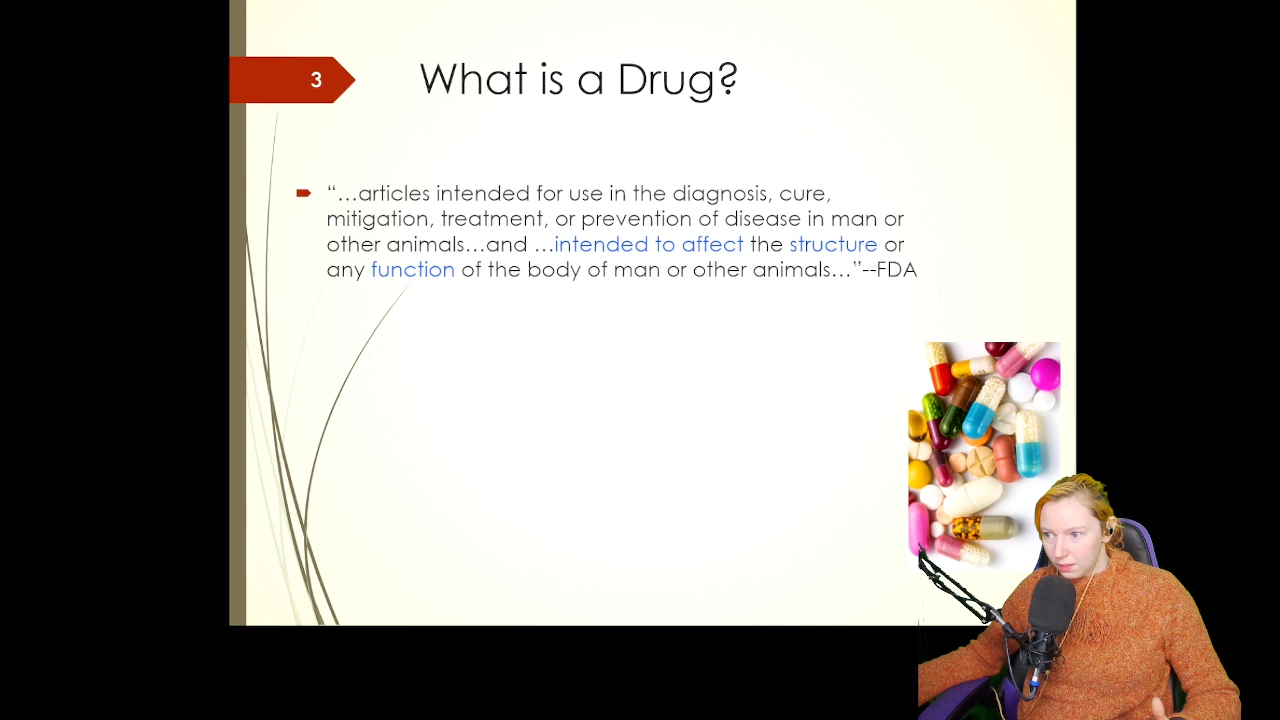 3
What is a Drug?
“…articles intended for use in the diagnosis, cure,
mitigation, treatment, or prevention of disease in man or
other animals…and …intended to affect the structure or
any function of the body of man or other animals…”--FDA